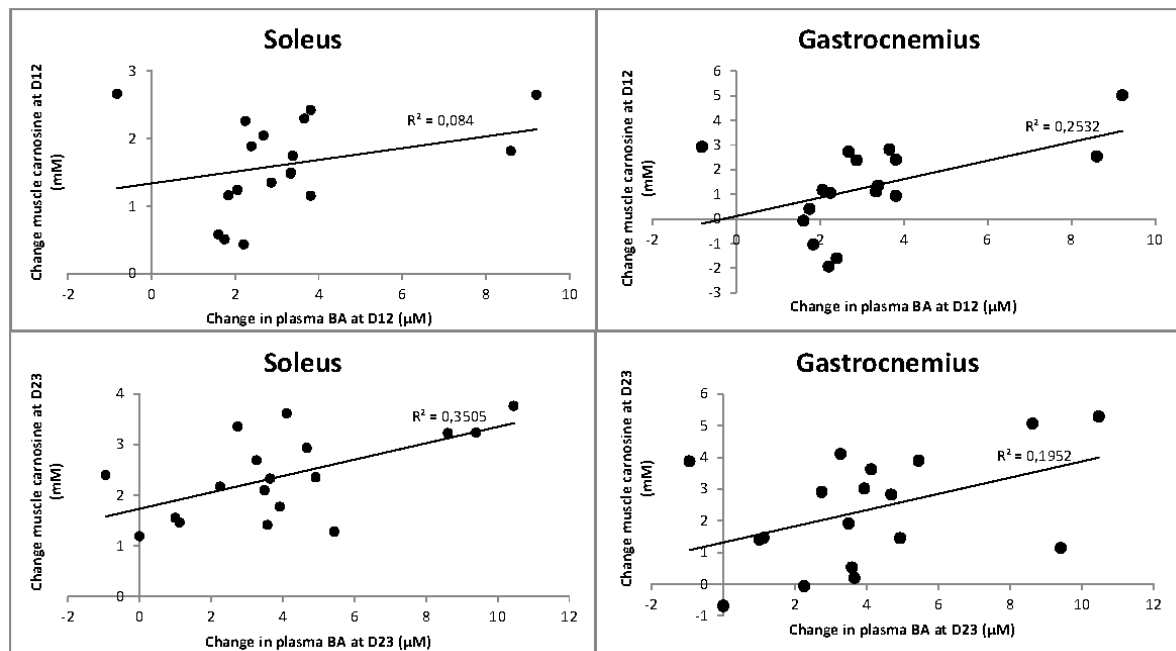 Soleus
Change muscle carnosine at D12
(mM)
3
2
1
0
R² = 0,084
-2 0 2 4 6 8 10
Change in plasma BA at D12 (µM)
Gastrocnemius
Change muscle carnosine at D12
(mM)
6
5
4
3
2
1
0
-1
-2
-3
R² = 0,2532
-2 0 2 4 6 8 10
Change in plasma BA at D12 (µM)
Soleus
Change muscle carnosine at D23
(mM)
4
3
2
1
0
R² = 0,3505
-2 0 2 4 6 8 10 12
Change in plasma BA at D23 (µM)
Gastrocnemius
Change muscle carnosine at D23
(mM)
6
5
4
3
2
1
0
-1
R² = 0,1952
-2 0 2 4 6 8 10 12
Change in plasma BA at D23 (µM)